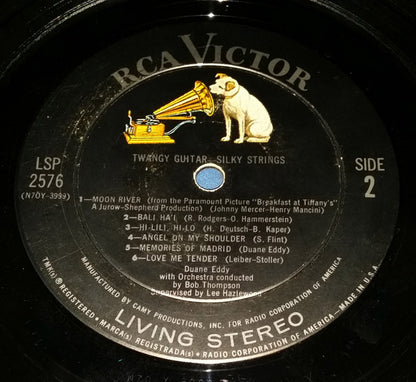 RCA VICTOR
TWANGY GUITAR-SILKY STRINGS
LSP
2576
(N2OY-3999)
SIDE
2
1—MOON RIVER (from the Paramount Picture "Breakfast at Tiffany's"
A Jurow-Shepherd Production) (Johnny Mercer-Henry Mancini)
2—BALI HA'I (R. Rodgers-O. Hammerstein)
3—HI-LILI, HI-LO (H. Deutsch-B. Kaper)
4—ANGEL ON MY SHOULDER (S. Flint)
5—MEMORIES OF MADRID (Duane Eddy)
6—LOVE ME TENDER (Leiber-Stoller)
Duane Eddy
with Orchestra conducted
by Bob Thompson
Supervised by Lee Hazlewood
MANUFACTURED BY CAMY PRODUCTIONS, INC. FOR RADIO CORPORATION OF AMERICA
TMK(s) ® REGISTERED • MARCA(s) REGISTRADA(s) • RADIO CORPORATION OF AMERICA—MADE IN U.S.A.
LIVING STEREO